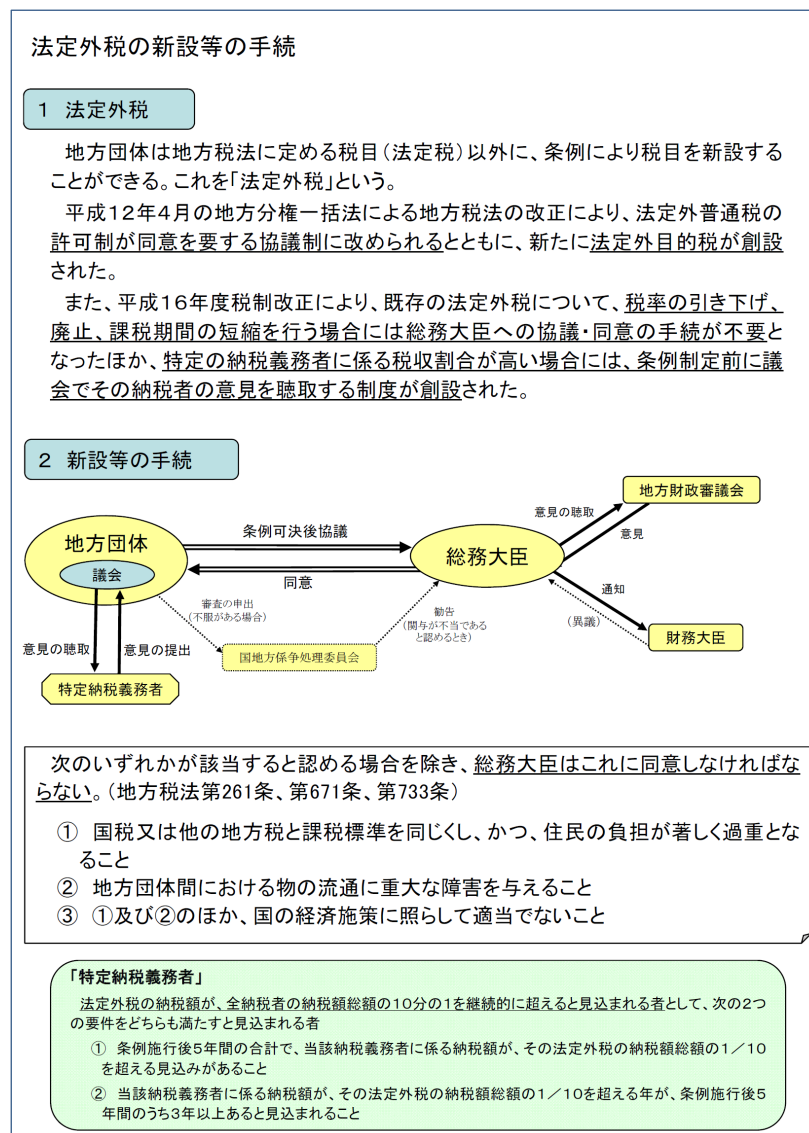 法定外税の新設等の手続
１　法定外税
地方団体は地方税法に定める税目（法定税）以外に、条例により税目を新設する
ことができる。これを「法定外税」という。
平成１２年４月の地方分権一括法による地方税法の改正により、法定外普通税の
許可制が同意を要する協議制に改められるとともに、新たに法定外目的税が創設
された。
また、平成１６年度税制改正により、既存の法定外税について、税率の引き下げ、
廃止、課税期間の短縮を行う場合には総務大臣への協議・同意の手続が不要と
なったほか、特定の納税義務者に係る税収割合が高い場合には、条例制定前に議
会でその納税者の意見を聴取する制度が創設された。
２　新設等の手続
地方団体
議会
条例可決後協議
同意
総務大臣
意見の聴取
地方財政審議会
意見
通知
（異議）
財務大臣
審査の申出
（不服がある場合）
国地方係争処理委員会
勧告
（関与が不当である
と認めるとき）
意見の聴取
意見の提出
特定納税義務者
次のいずれかが該当すると認める場合を除き、総務大臣はこれに同意しなければな
らない。（地方税法第261条、第671条、第733条）
①　国税又は他の地方税と課税標準を同じくし、かつ、住民の負担が著しく過重とな
ること
②　地方団体間における物の流通に重大な障害を与えること
③　①及び②のほか、国の経済施策に照らして適当でないこと
「特定納税義務者」
法定外税の納税額が、全納税者の納税額総額の１０分の１を継続的に超えると見込まれる者として、次の２つ
の要件をどちらも満たすと見込まれる者
①　条例施行後５年間の合計で、当該納税義務者に係る納税額が、その法定外税の納税額総額の１／１０
を超える見込みがあること
②　当該納税義務者に係る納税額が、その法定外税の納税額総額の１／１０を超える年が、条例施行後５
年間のうち３年以上あると見込まれること